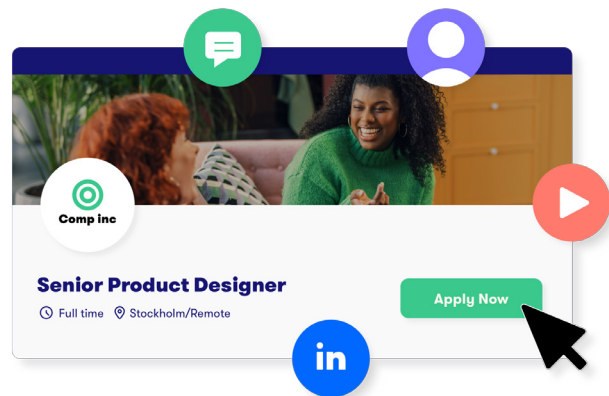 Comp inc
Senior Product Designer
Full time Stockholm/Remote
Apply Now
in